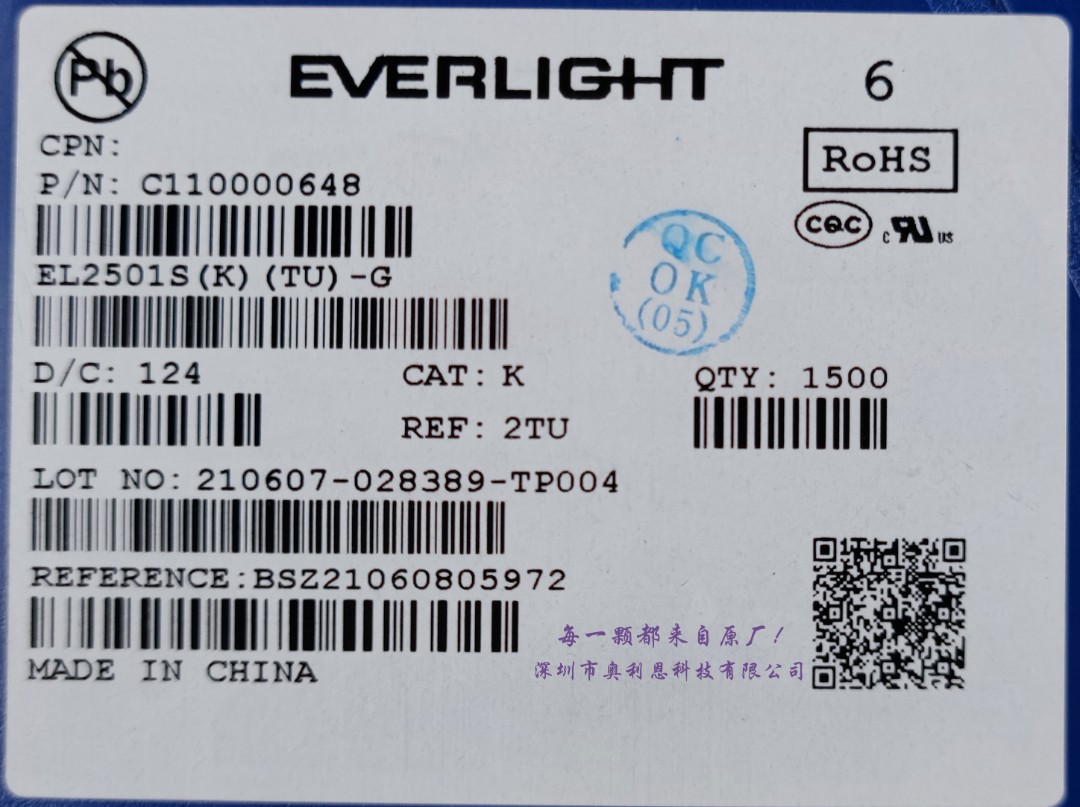 Pb
EVERLIGHT
6
CPN:
P/N: C110000648
RoHS
CQC
c RU US
EL2501S(K)(TU)-G
QC
OK
(05)
D/C: 124
CAT: K
QTY: 1500
REF: 2TU
LOT NO: 210607-028389-TP004
REFERENCE:BSZ21060805972
每一颗都来自原厂!
MADE IN CHINA
深圳市奥利恩科技有限公司